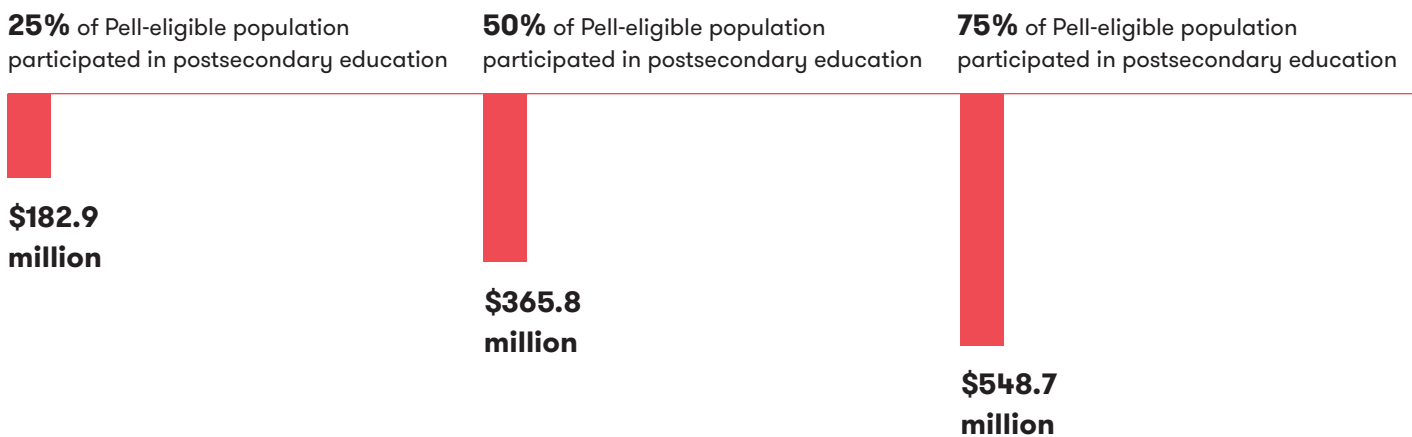 25% of Pell-eligible population
participated in postsecondary education
50% of Pell-eligible population
participated in postsecondary education
75% of Pell-eligible population
participated in postsecondary education
$182.9
million
$365.8
million
$548.7
million